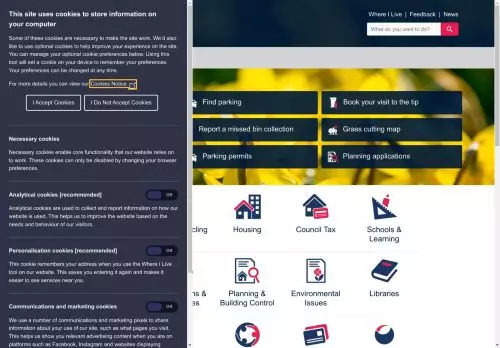 This site uses cookies to store information on
your computer
Some of these cookies are necessary to make the site work. We'd also
like to use optional cookies to help improve your experience on the site.
You can manage your optional cookie preferences below. Using this
tool will set a cookie on your device to remember your preferences.
Your preferences can be changed at any time.
For more details you can view our Cookies Notice
I Accept Cookies
I Do Not Accept Cookies
Necessary cookies
Necessary cookies enable core functionality that our website relies on
to work. These cookies can only be disabled by changing your browser
preferences.
Analytical cookies [recommended]
Off
Analytical cookies are used to collect and report information on how our
website is used. This helps us to improve the website based on the
needs and behaviour of our visitors.
Personalisation cookies [recommended]
Off
This cookie remembers your address when you use the Where I Live
tool on our website. This saves you entering it again and makes it
easier to see services near you.
Communications and marketing cookies
Off
We use a number of communications and marketing pixels to share
information about your use of our site, such as what pages you visit.
This helps us show you relevant advertising content when you are on
platforms such as Facebook, Instagram and websites displaying
Where I Live | Feedback | News
What do you want to do?
Find parking
Book your visit to the tip
Report a missed bin collection
Grass cutting map
Parking permits
Planning applications
cling
Housing
Council Tax
Schools &
Learning
ns &
es
Planning &
Building Control
Environmental
Issues
Libraries